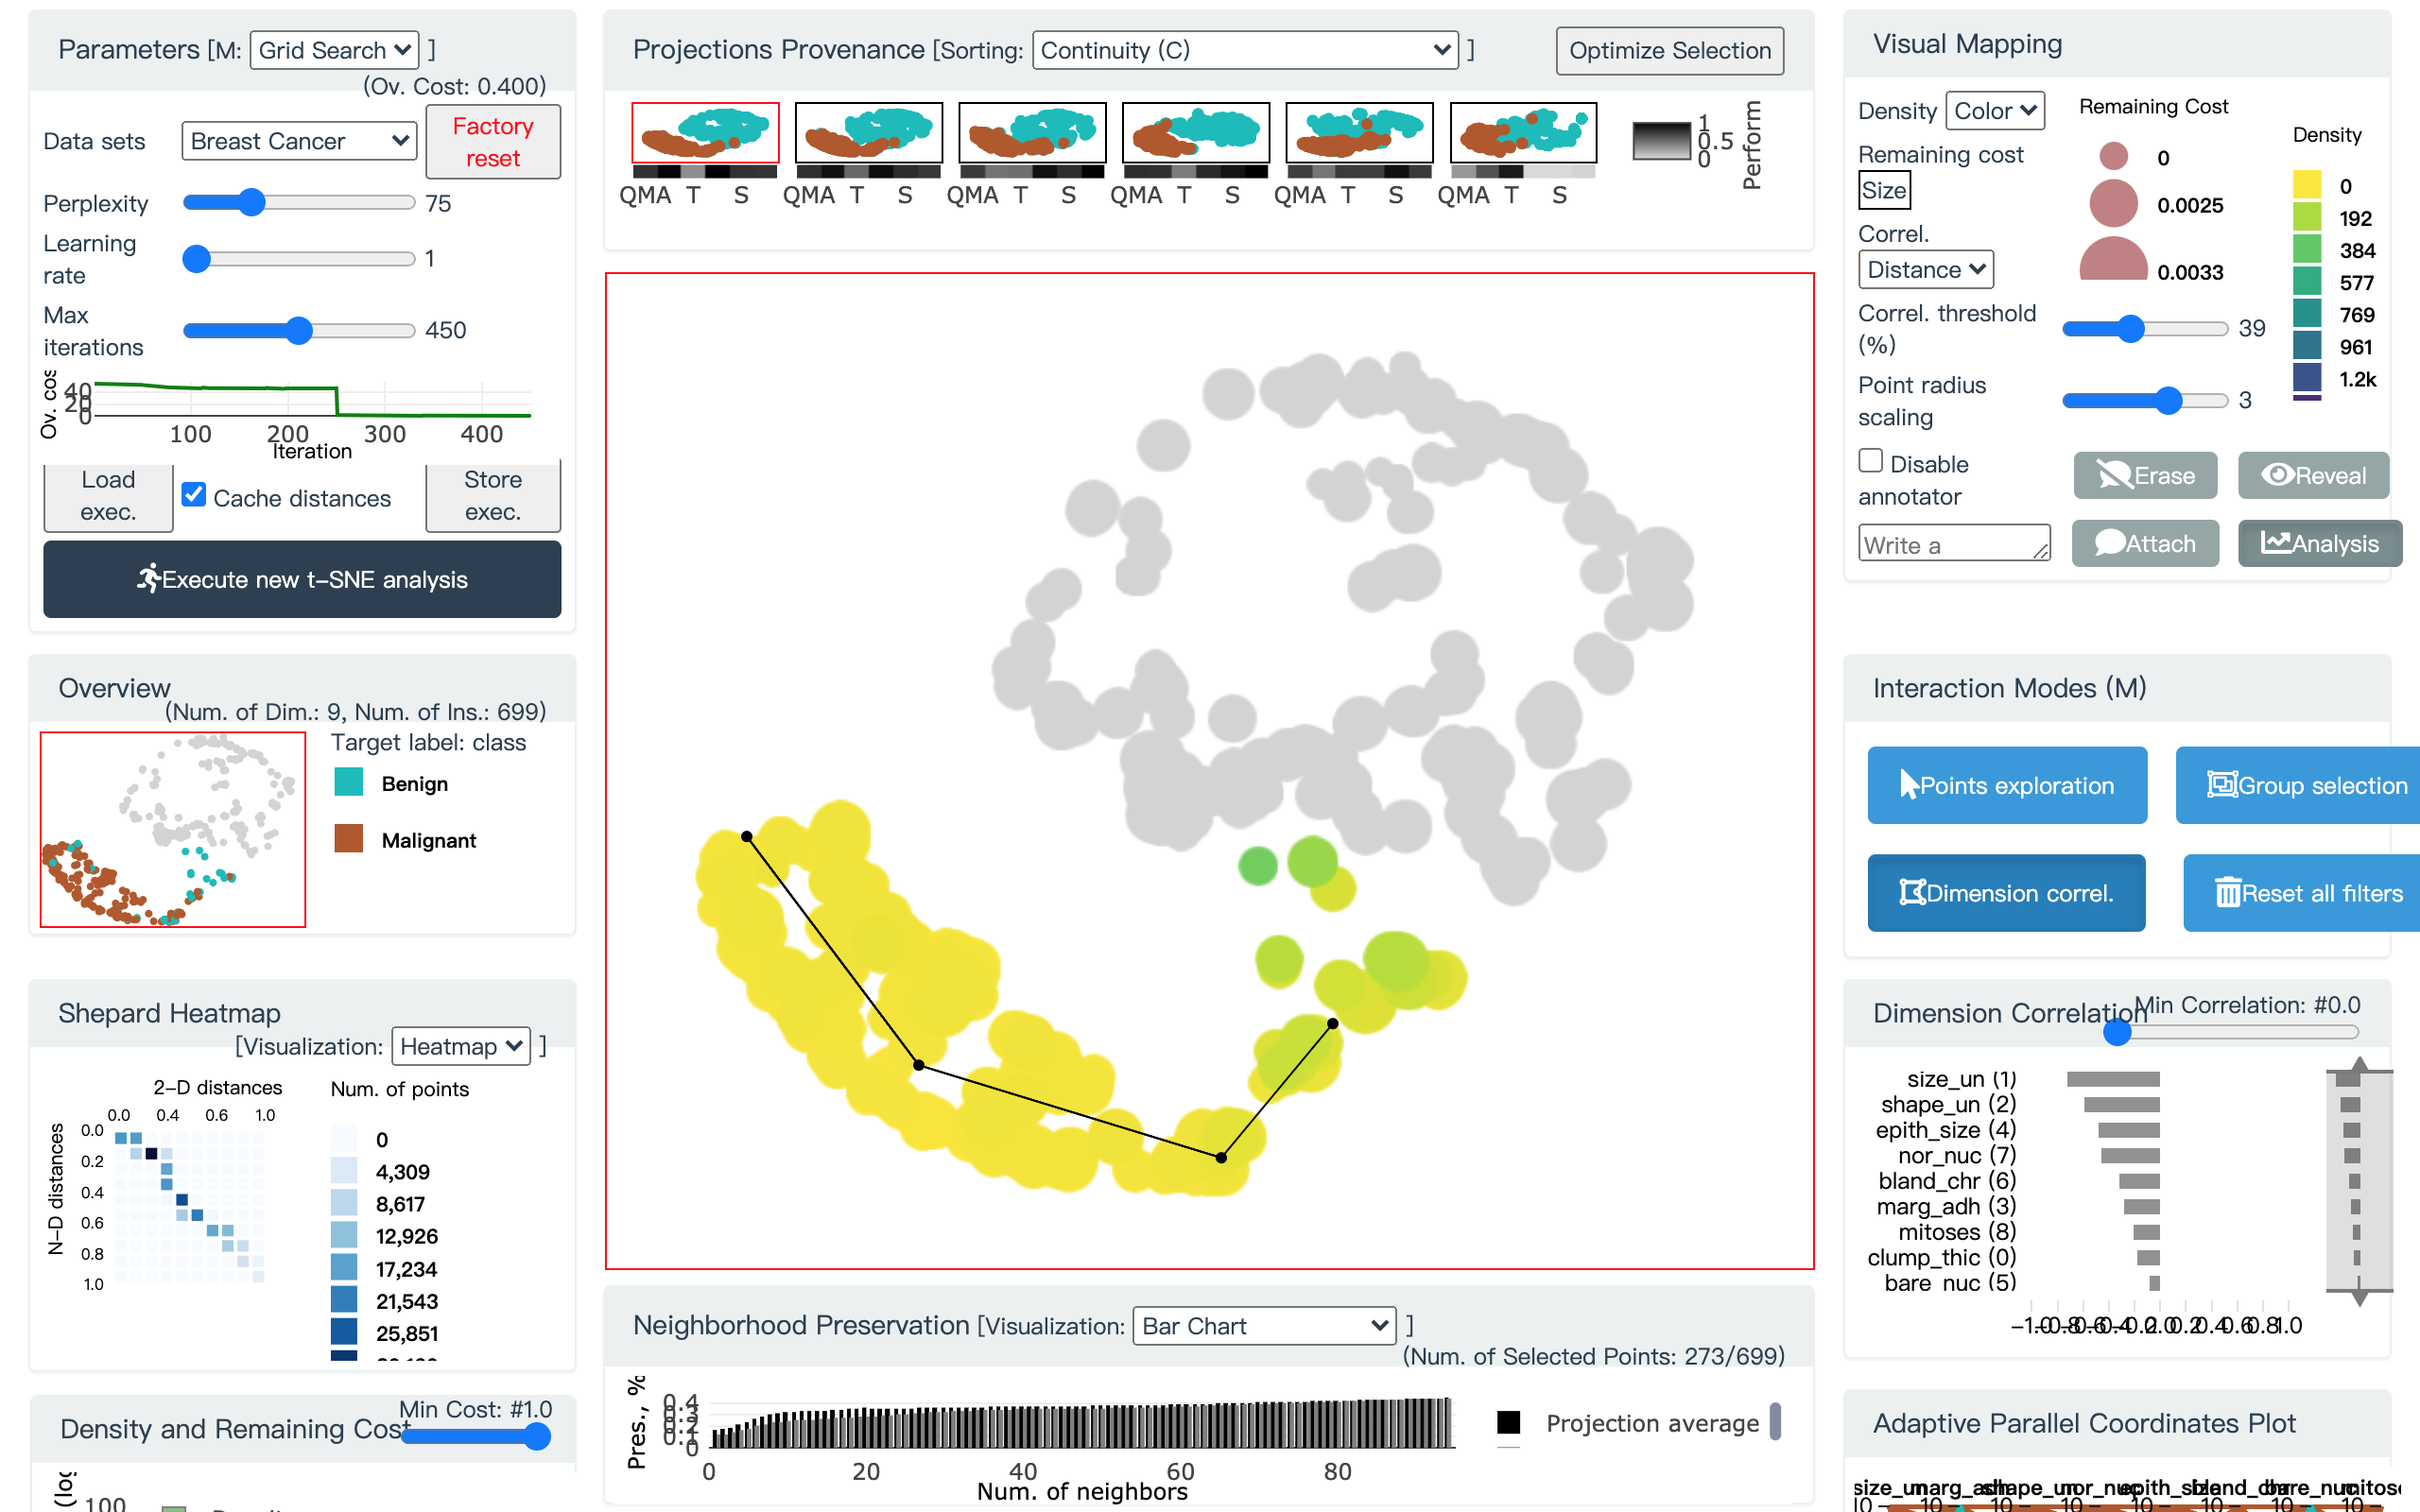 Parameters [M: Grid Search ]
(Ov. Cost: 0.400)
Data sets Breast Cancer Factory reset
Perplexity 75
Learning rate 1
Max iterations 450
Ov. cos
40
20
0
100 200 300 400
Iteration
Load exec. Cache distances Store exec.
Execute new t-SNE analysis
Overview
(Num. of Dim.: 9, Num. of Ins.: 699)
Target label: class
Benign
Malignant
Shepard Heatmap
[Visualization: Heatmap ]
2-D distances
0.0 0.4 0.6 1.0
N-D distances
0.0
0.2
0.4
0.6
0.8
1.0
Num. of points
0
4,309
8,617
12,926
17,234
21,543
25,851
Density and Remaining Cost
Min Cost: #1.0
(log
100
Projections Provenance [Sorting: Continuity (C) ] Optimize Selection
QMA T S QMA T S QMA T S QMA T S QMA T S QMA T S
1
0.5
0
Perform
Neighborhood Preservation [Visualization: Bar Chart ]
(Num. of Selected Points: 273/699)
Pres., %
0.4
0.3
0.2
0.1
0
0 20 40 60 80
Num. of neighbors
Projection average
Visual Mapping
Density Color
Remaining cost
Size
Correl.
Distance
Remaining Cost
0
0.0025
0.0033
Density
0
192
384
577
769
961
1.2k
Correl. threshold (%) 39
Point radius scaling 3
Disable annotator
Erase Reveal
Write a Attach Analysis
Interaction Modes (M)
Points exploration Group selection
Dimension correl. Reset all filters
Dimension Correlation
Min Correlation: #0.0
size_un (1)
shape_un (2)
epith_size (4)
nor_nuc (7)
bland_chr (6)
marg_adh (3)
mitoses (8)
clump_thic (0)
bare_nuc (5)
−1.0 −0.8 −0.6 −0.4 −0.2 0.0 0.2 0.4 0.6 0.8 1.0
Adaptive Parallel Coordinates Plot
size_un marg_adh shape_un nor_nuc epith_size bland_chr bare_nuc mitoses
10 10 10 10 10 10 10 10